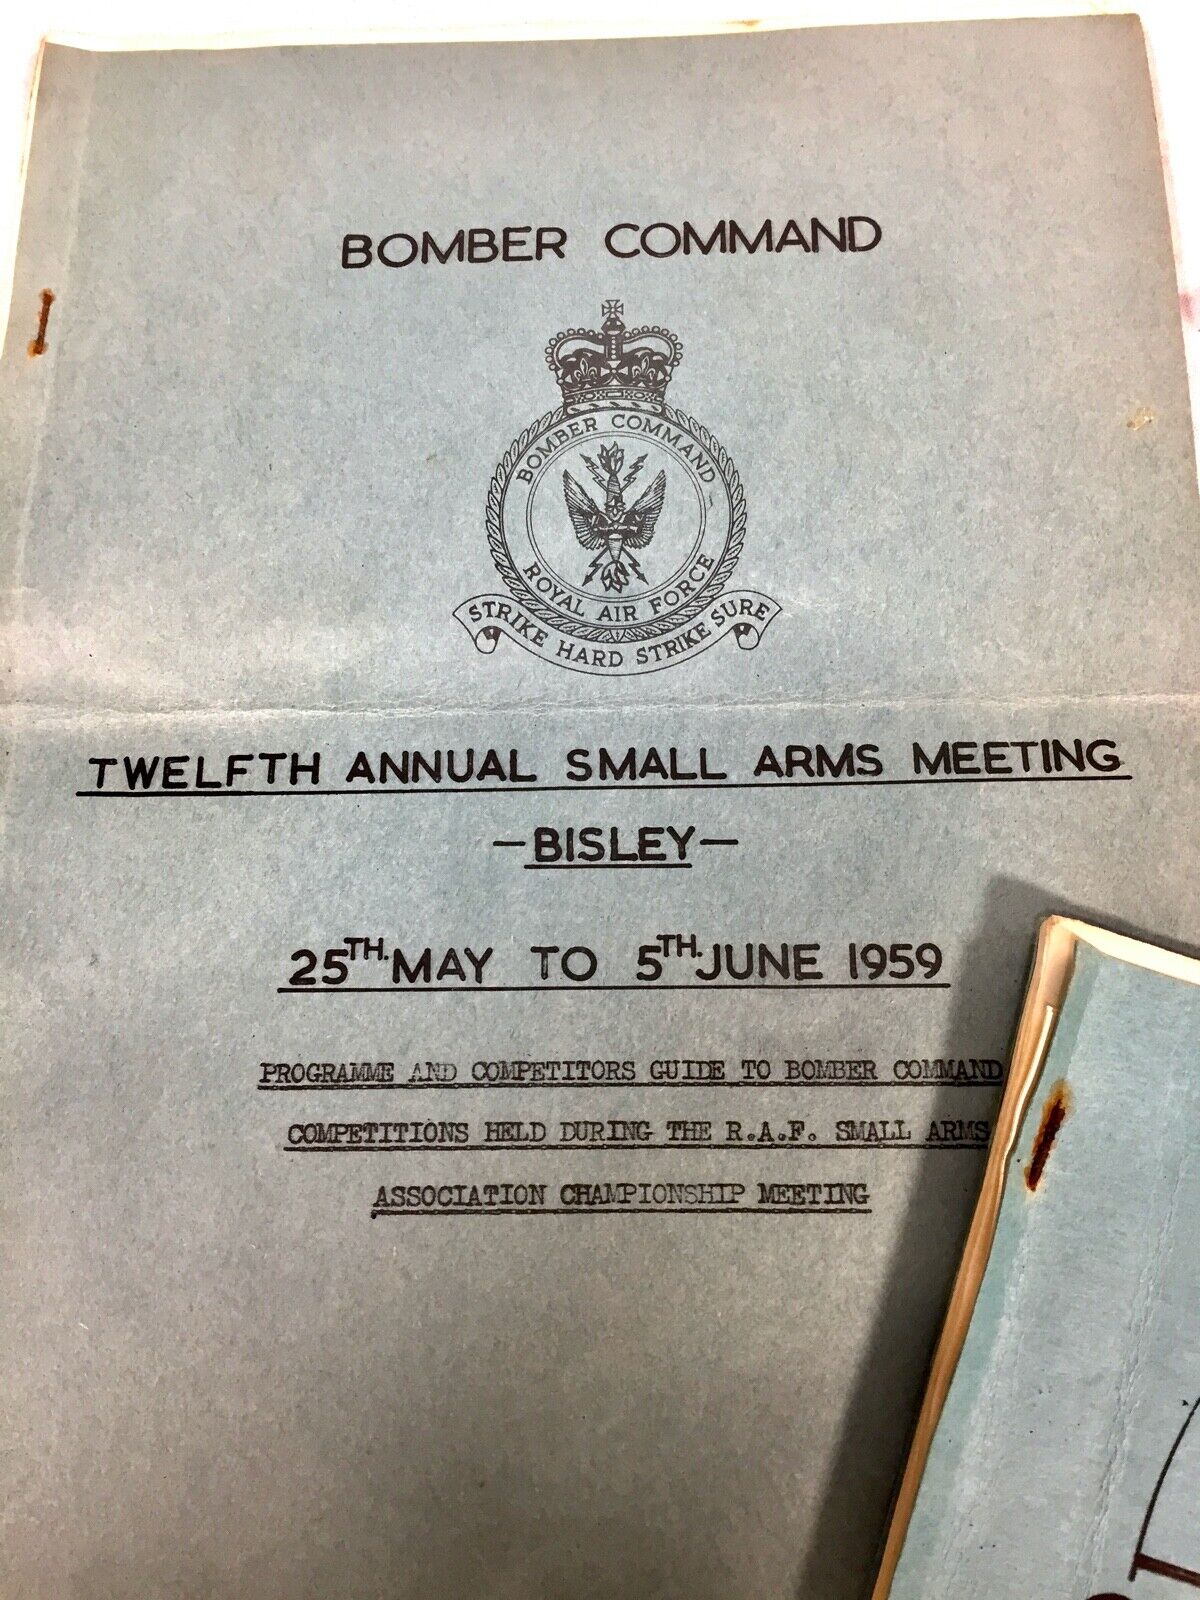 BOMBER COMMAND
BOMBER COMMAND
ROYAL AIR FORCE
STRIKE HARD STRIKE SURE
TWELFTH ANNUAL SMALL ARMS MEETING
-BISLEY-
25TH. MAY TO 5TH. JUNE 1959
PROGRAMME AND COMPETITORS GUIDE TO BOMBER COMMAND
COMPETITIONS HELD DURING THE R.A.F. SMALL ARMS
ASSOCIATION CHAMPIONSHIP MEETING